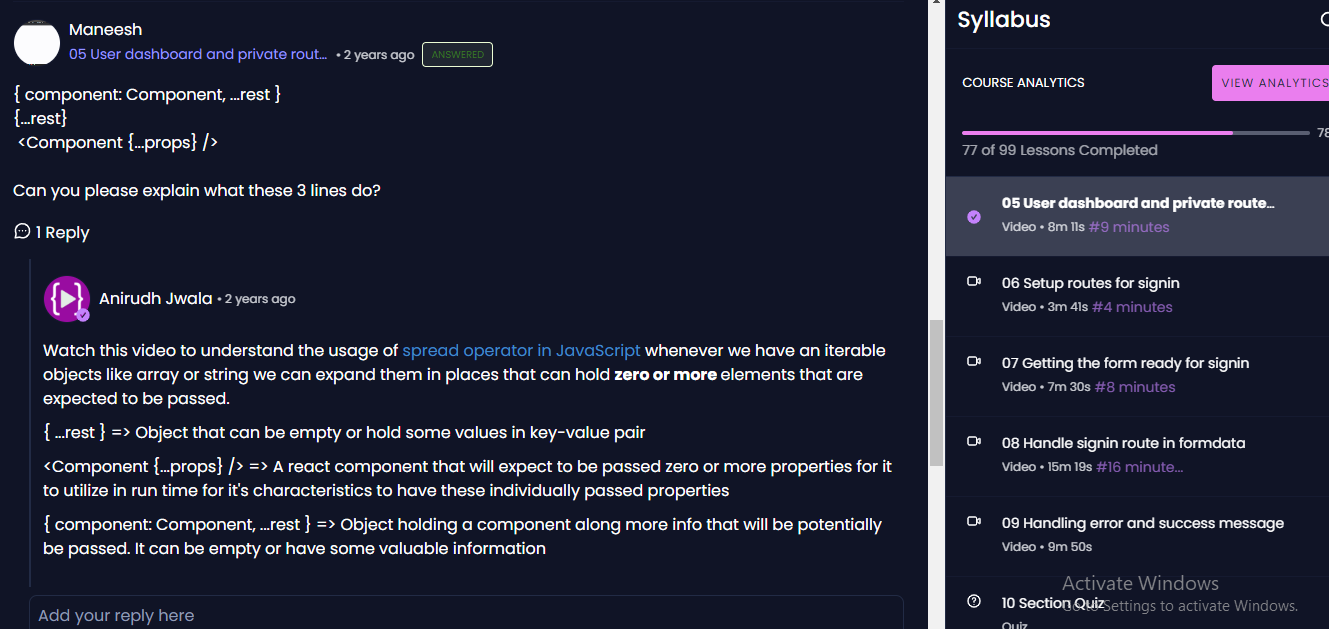 Maneesh
05 User dashboard and private rout... • 2 years ago ANSWERED
{ component: Component, ...rest }
{...rest}
<Component {...props} />
Can you please explain what these 3 lines do?
1 Reply
Anirudh Jwala • 2 years ago
Watch this video to understand the usage of spread operator in JavaScript whenever we have an iterable
objects like array or string we can expand them in places that can hold zero or more elements that are
expected to be passed.
{ ...rest } => Object that can be empty or hold some values in key-value pair
<Component {...props} /> => A react component that will expect to be passed zero or more properties for it
to utilize in run time for it's characteristics to have these individually passed properties
{ component: Component, ...rest } => Object holding a component along more info that will be potentially
be passed. It can be empty or have some valuable information
Add your reply here
Syllabus
COURSE ANALYTICS
VIEW ANALYTICS
78
77 of 99 Lessons Completed
05 User dashboard and private route...
Video • 8m 11s #9 minutes
06 Setup routes for signin
Video • 3m 41s #4 minutes
07 Getting the form ready for signin
Video • 7m 30s #8 minutes
08 Handle signin route in formdata
Video • 15m 19s #16 minute...
09 Handling error and success message
Video • 9m 50s
Activate Windows
10 Section Quiz
Go to Settings to activate Windows.
Quiz